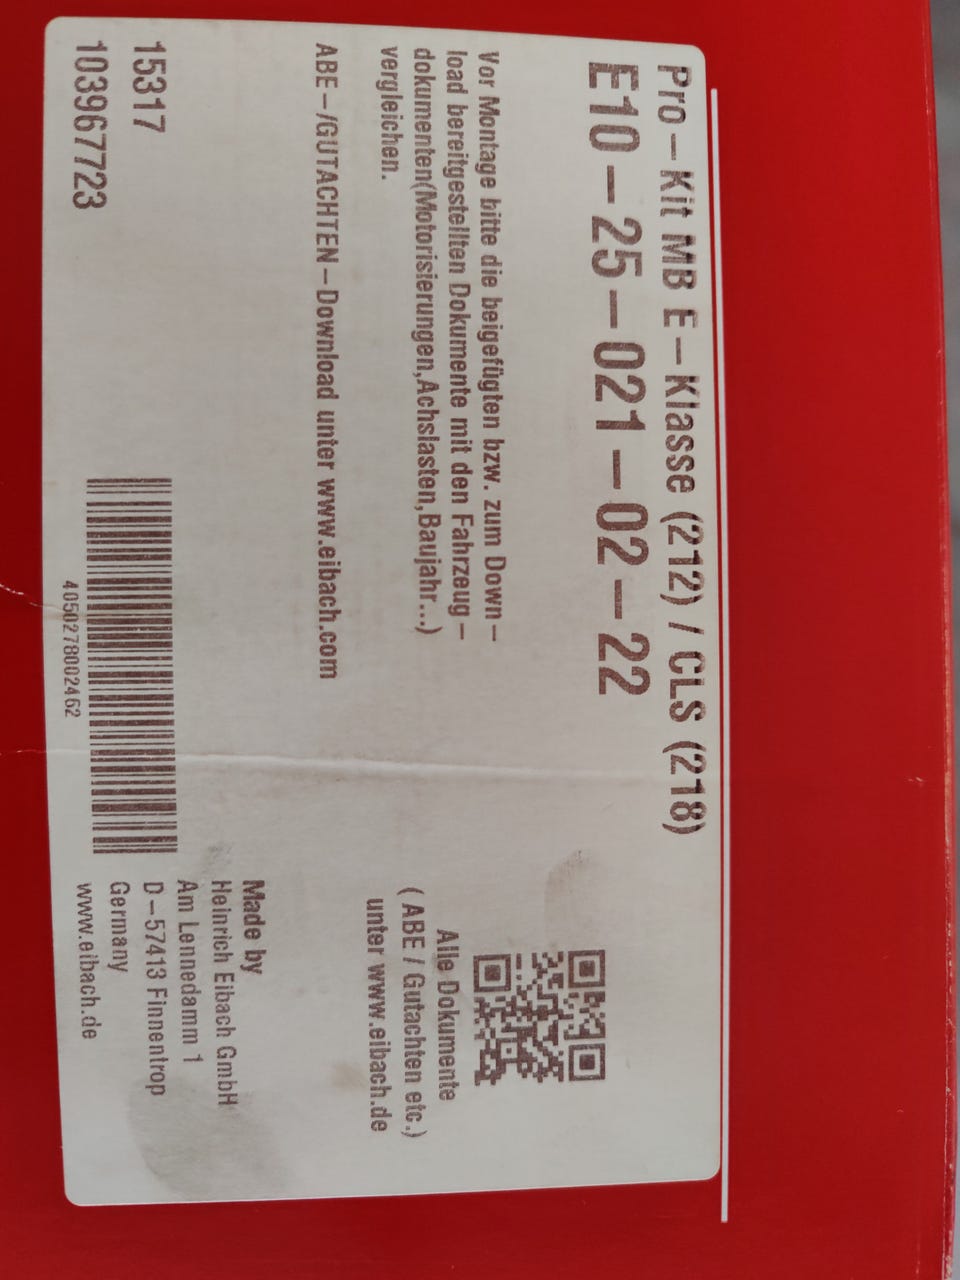 Pro-Kit MB E-Klasse (212) / CLS (218)
E10-25-021-02-22
Vor Montage bitte die beigefügten bzw. zum Down-
load bereitgestellten Dokumente mit den Fahrzeug-
dokumenten(Motorisierungen,Achslasten,Baujahr...)
vergleichen.
ABE-/GUTACHTEN-Download unter www.eibach.com
Alle Dokumente
( ABE / Gutachten etc.)
unter www.eibach.de
15317
103967723
4050278002462
Made by
Heinrich Eibach GmbH
Am Lennedamm 1
D-57413 Finnentrop
Germany
www.eibach.de